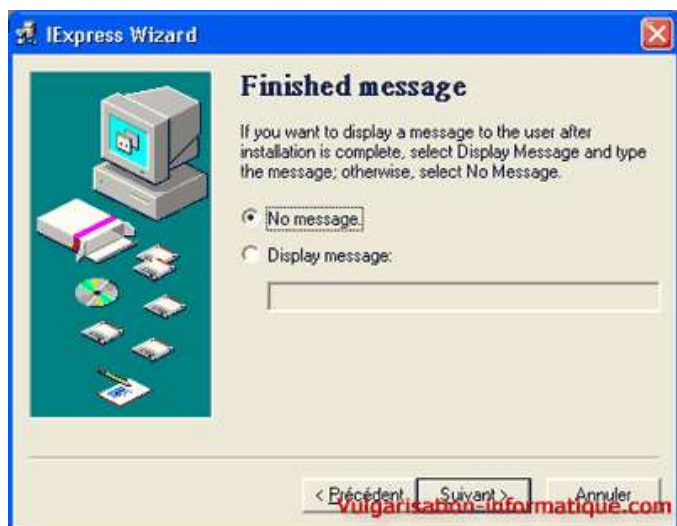 IExpress Wizard
Finished message
If you want to display a message to the user after
installation is complete, select Display Message and type
the message; otherwise, select No Message.
No message.
Display message:
< Précédent Suivant > Annuler
Vulgarisation-informatique.com